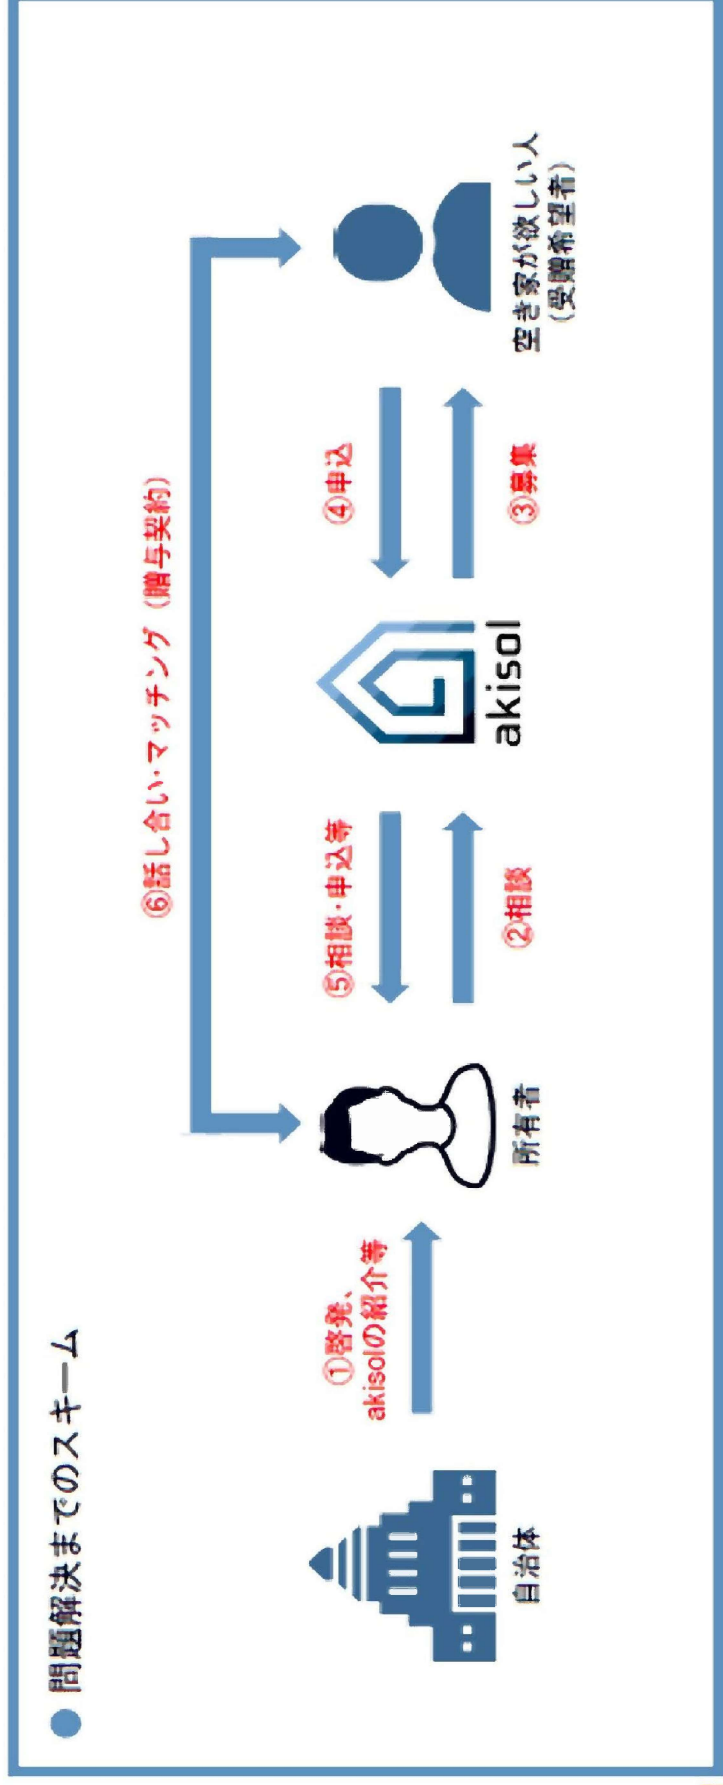 ● 問題解決までのスキーム
⑥話し合い・マッチング（贈与契約）
①啓発、
akisolの紹介等
⑤相談・申込等
④申込
②相談
③募集
自治体
所有者
akisol
空き家が欲しい人
（受贈希望者）